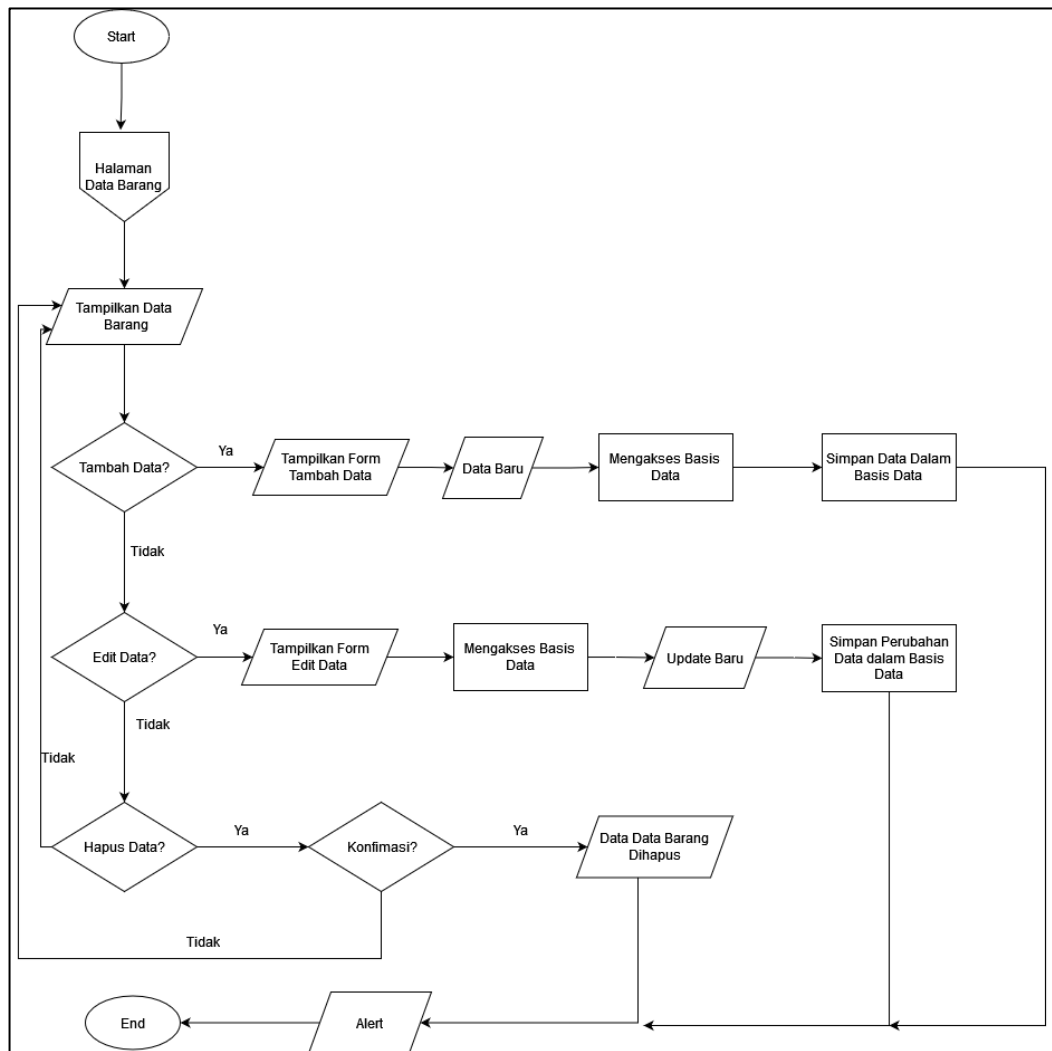 Start
Halaman
Data Barang
Tampilkan Data
Barang
Tambah Data?
Ya
Tampilkan Form
Tambah Data
Data Baru
Mengakses Basis
Data
Simpan Data Dalam
Basis Data
Tidak
Edit Data?
Ya
Tampilkan Form
Edit Data
Mengakses Basis
Data
Update Baru
Simpan Perubahan
Data dalam Basis
Data
Tidak
Tidak
Hapus Data?
Ya
Konfimasi?
Ya
Data Data Barang
Dihapus
Tidak
End
Alert